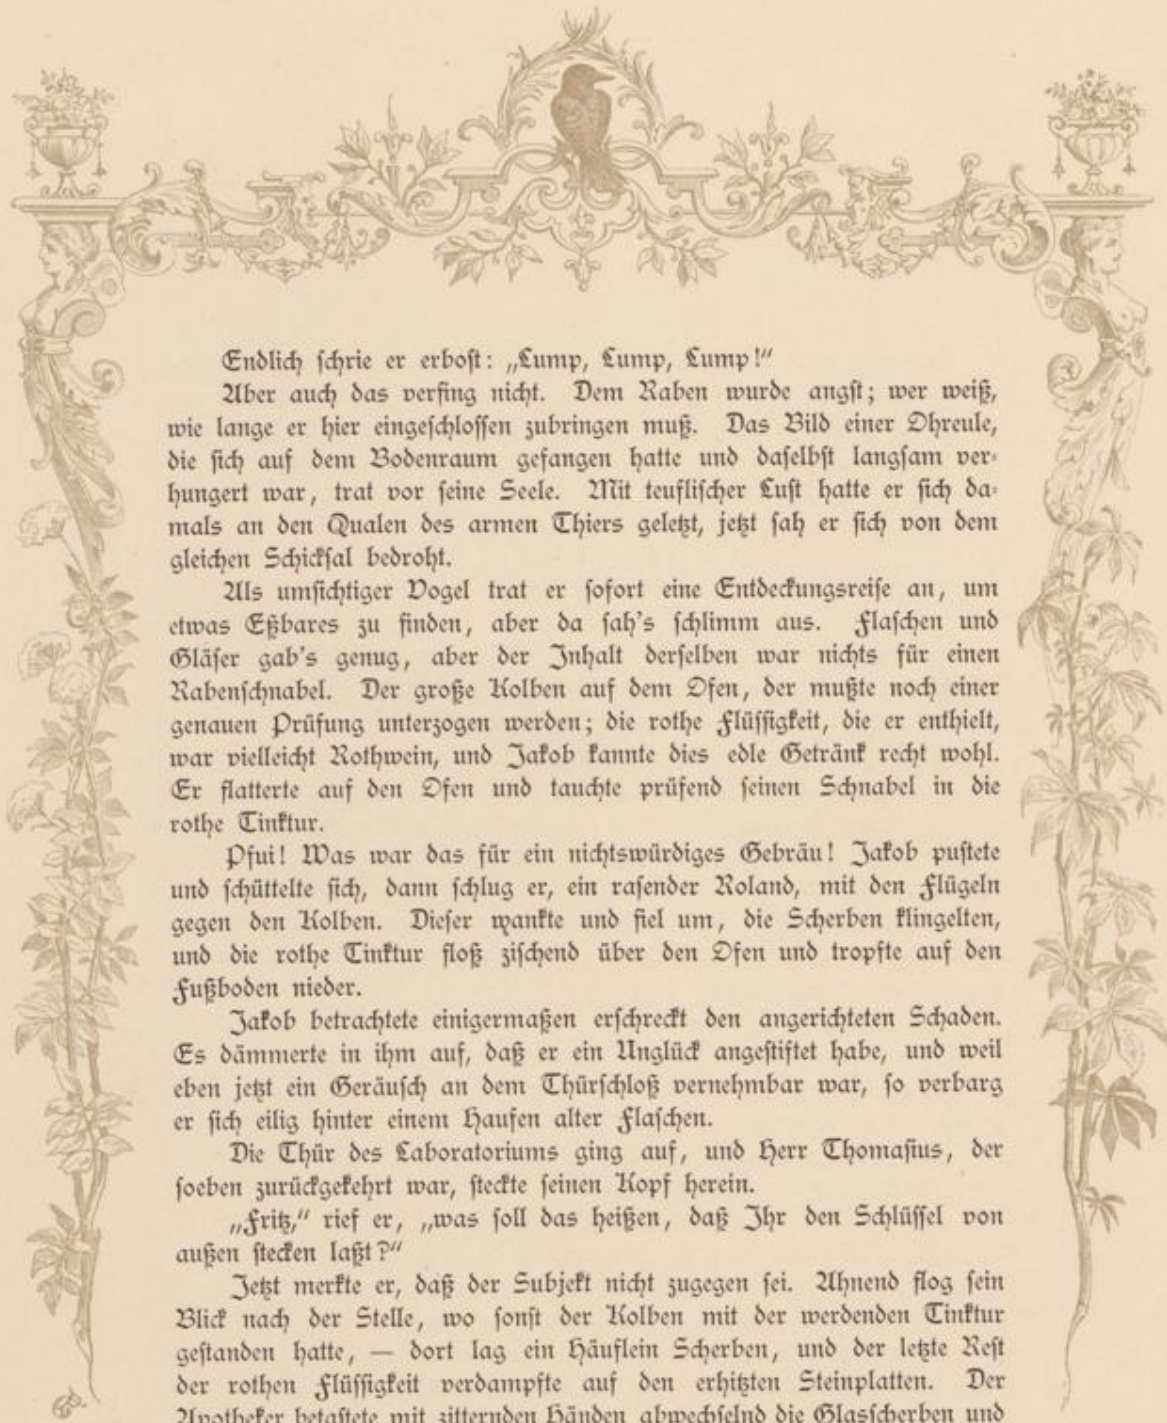 Endlich ſchrie er erboſt: „Lump, Lump, Lump!“
Aber auch das verfing nicht. Dem Raben wurde angſt; wer weiß,
wie lange er hier eingeſchloſſen zubringen muß. Das Bild einer Ohreule,
die ſich auf dem Bodenraum gefangen hatte und daſelbſt langſam ver-
hungert war, trat vor ſeine Seele. Mit teufliſcher Luſt hatte er ſich da-
mals an den Qualen des armen Thiers geletzt, jetzt ſah er ſich von dem
gleichen Schickſal bedroht.
Als umſichtiger Vogel trat er ſofort eine Entdeckungsreiſe an, um
etwas Eßbares zu finden, aber da ſah's ſchlimm aus. Flaſchen und
Gläſer gab's genug, aber der Inhalt derſelben war nichts für einen
Rabenſchnabel. Der große Kolben auf dem Ofen, der mußte noch einer
genauen Prüfung unterzogen werden; die rothe Flüſſigkeit, die er enthielt,
war vielleicht Rothwein, und Jakob kannte dies edle Getränk recht wohl.
Er flatterte auf den Ofen und tauchte prüfend ſeinen Schnabel in die
rothe Tinktur.
Pfui! Was war das für ein nichtswürdiges Gebräu! Jakob puſtete
und ſchüttelte ſich, dann ſchlug er, ein raſender Roland, mit den Flügeln
gegen den Kolben. Dieſer wankte und fiel um, die Scherben klingelten,
und die rothe Tinktur floß ziſchend über den Ofen und tropfte auf den
Fußboden nieder.
Jakob betrachtete einigermaßen erſchreckt den angerichteten Schaden.
Es dämmerte in ihm auf, daß er ein Unglück angeſtiftet habe, und weil
eben jetzt ein Geräuſch an dem Thürſchloß vernehmbar war, ſo verbarg
er ſich eilig hinter einem Haufen alter Flaſchen.
Die Thür des Laboratoriums ging auf, und Herr Thomaſius, der
ſoeben zurückgekehrt war, ſteckte ſeinen Kopf herein.
„Fritz,“ rief er, „was ſoll das heißen, daß Ihr den Schlüſſel von
außen ſtecken laßt?“
Jetzt merkte er, daß der Subjekt nicht zugegen ſei. Ahnend flog ſein
Blick nach der Stelle, wo ſonſt der Kolben mit der werdenden Tinktur
geſtanden hatte, — dort lag ein Häuflein Scherben, und der letzte Reſt
der rothen Flüſſigkeit verdampfte auf den erhitzten Steinplatten. Der
Apotheker betaſtete mit zitternden Händen abwechſelnd die Glasſcherben und